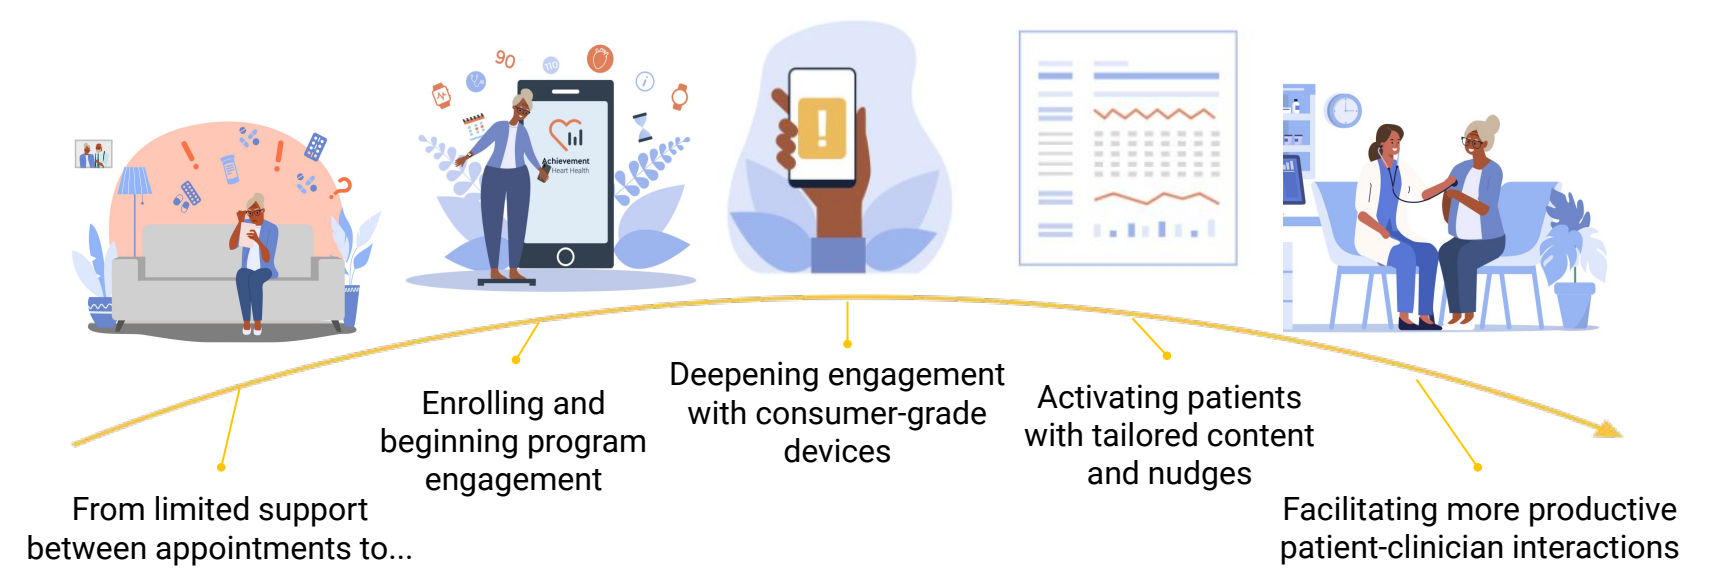 90
110
i
Achievement
Heart Health
!
From limited support
between appointments to...
Enrolling and
beginning program
engagement
Deepening engagement
with consumer-grade
devices
Activating patients
with tailored content
and nudges
Facilitating more productive
patient-clinician interactions